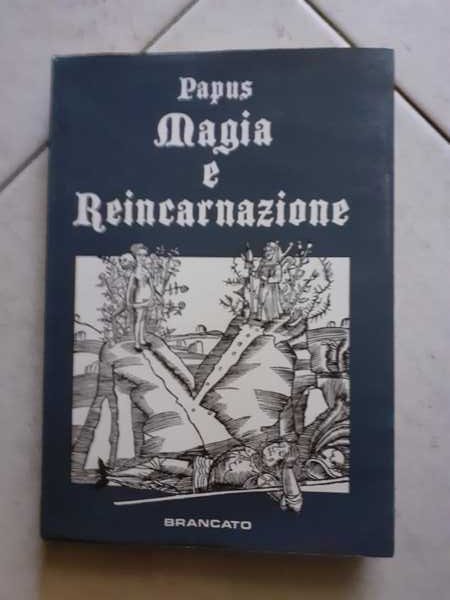 Papus
Magia
e
Reincarnazione
BRANCATO